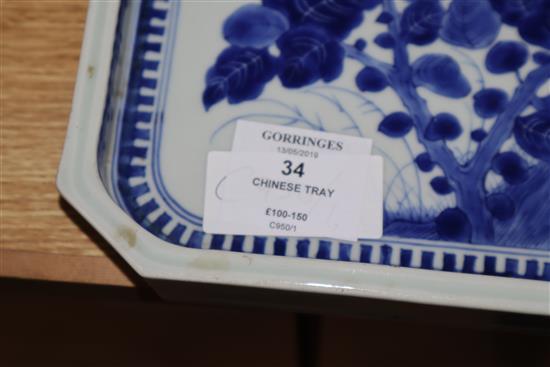 GORRINGES
13/05/2019
34
CHINESE TRAY
£100-150
C950/1